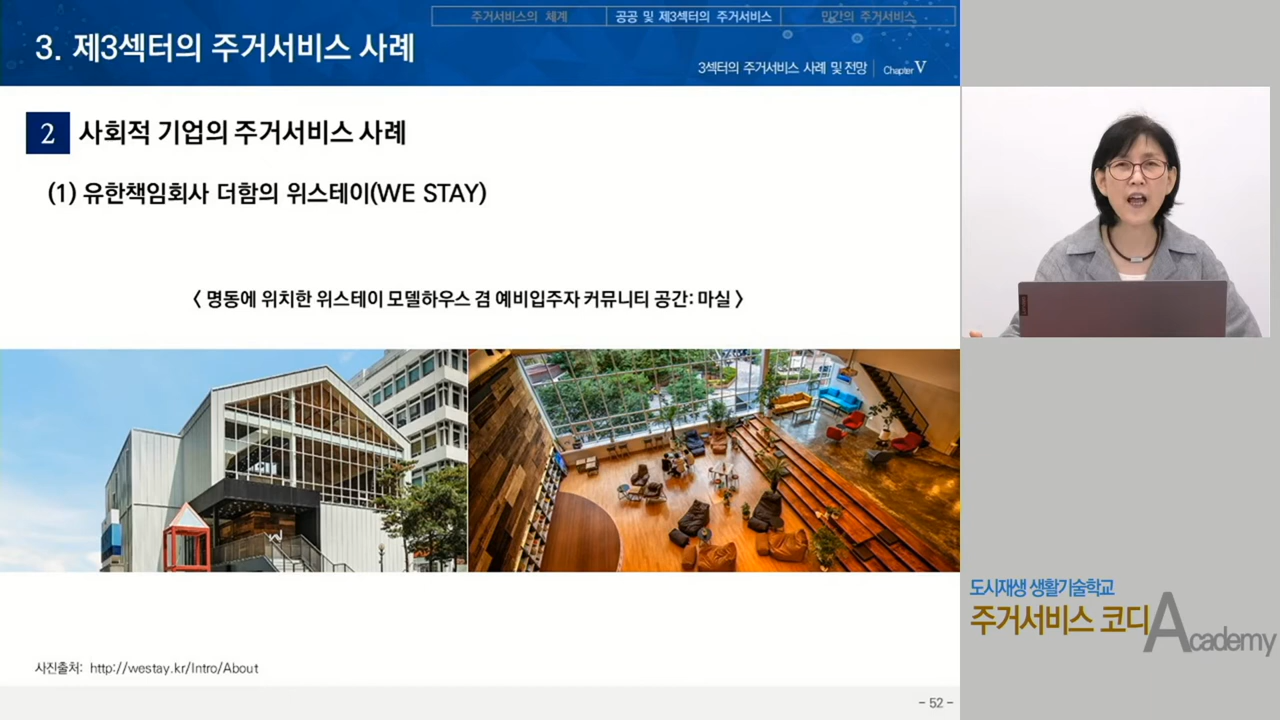 주거서비스의 체계
공공 및 제3섹터의 주거서비스
민간의 주거서비스
3. 제3섹터의 주거서비스 사례
3섹터의 주거서비스 사례 및 전망
Chapter V
2 사회적 기업의 주거서비스 사례
(1) 유한책임회사 더함의 위스테이(WE STAY)
< 명동에 위치한 위스테이 모델하우스 겸 예비입주자 커뮤니티 공간: 마실 >
사진출처: http://westay.kr/Intro/About
- 52 -
도시재생 생활기술학교
주거서비스 코디 Academy